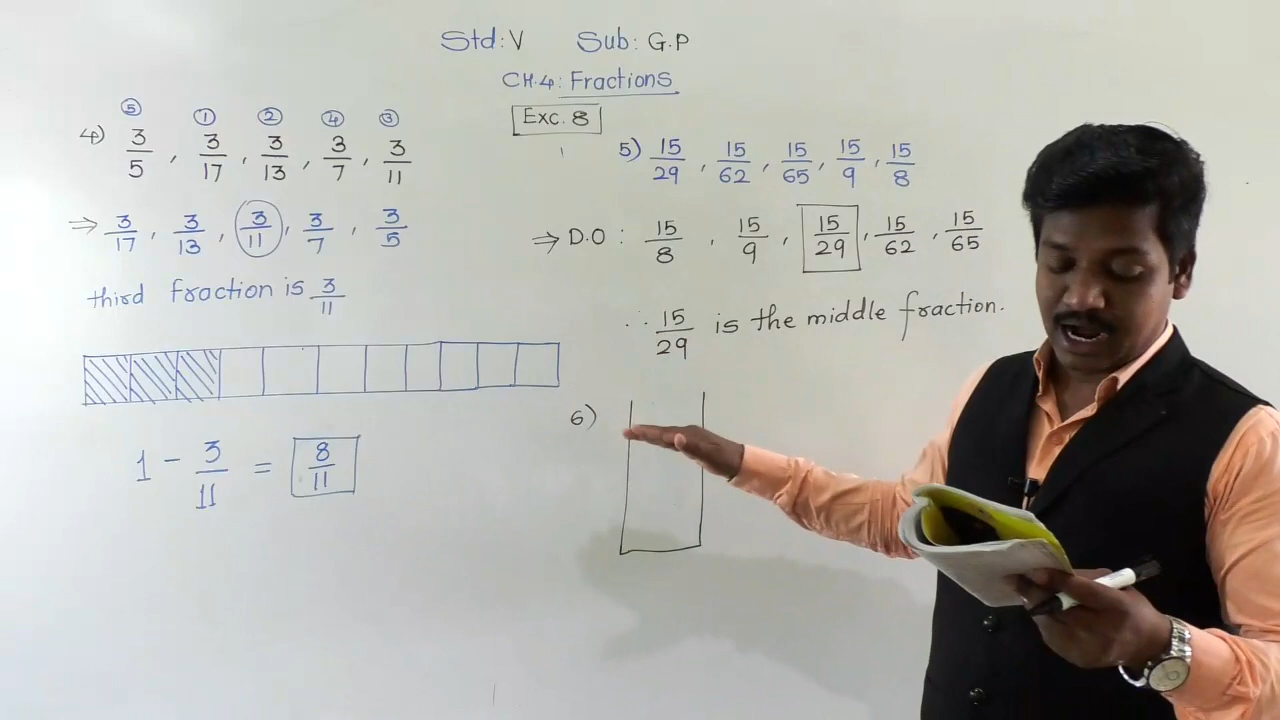 Std: V Sub: G.P
CH.4: Fractions
Exc. 8
⑤ ① ② ④ ③
4) 3/5, 3/17, 3/13, 3/7, 3/11
⇒ 3/17, 3/13, 3/11, 3/7, 3/5
third fraction is 3/11
1 - 3/11 = 8/11
5) 15/29, 15/62, 15/65, 15/9, 15/8
⇒ D.O: 15/8, 15/9, 15/29, 15/62, 15/65
∴ 15/29 is the middle fraction.
6)